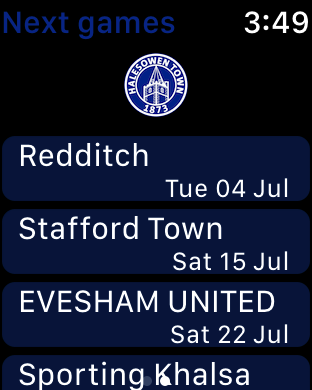 Next games 3:49
HALESOWEN TOWN
1873
Redditch
Tue 04 Jul
Stafford Town
Sat 15 Jul
EVESHAM UNITED
Sat 22 Jul
Sporting Khalsa